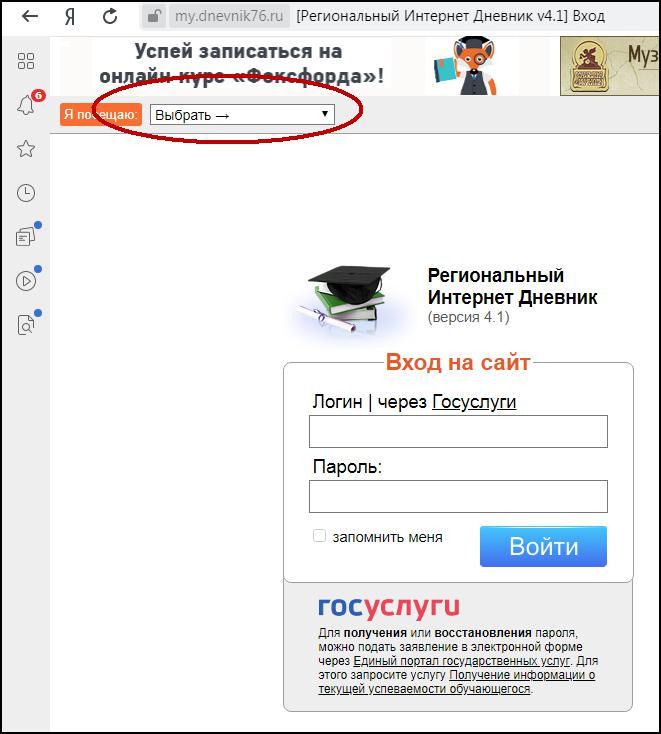 Я
my.dnevnik76.ru
[Региональный Интернет Дневник v4.1] Вход
Успей записаться на
онлайн-курс «Фоксфорда»!
Муз
6
Я посещаю:
Выбрать →
Региональный
Интернет Дневник
(версия 4.1)
Вход на сайт
Логин | через Госуслуги
Пароль:
запомнить меня
Войти
госуслуги
Для получения или восстановления пароля,
можно подать заявление в электронной форме
через Единый портал государственных услуг. Для
этого запросите услугу Получение информации о
текущей успеваемости обучающегося.